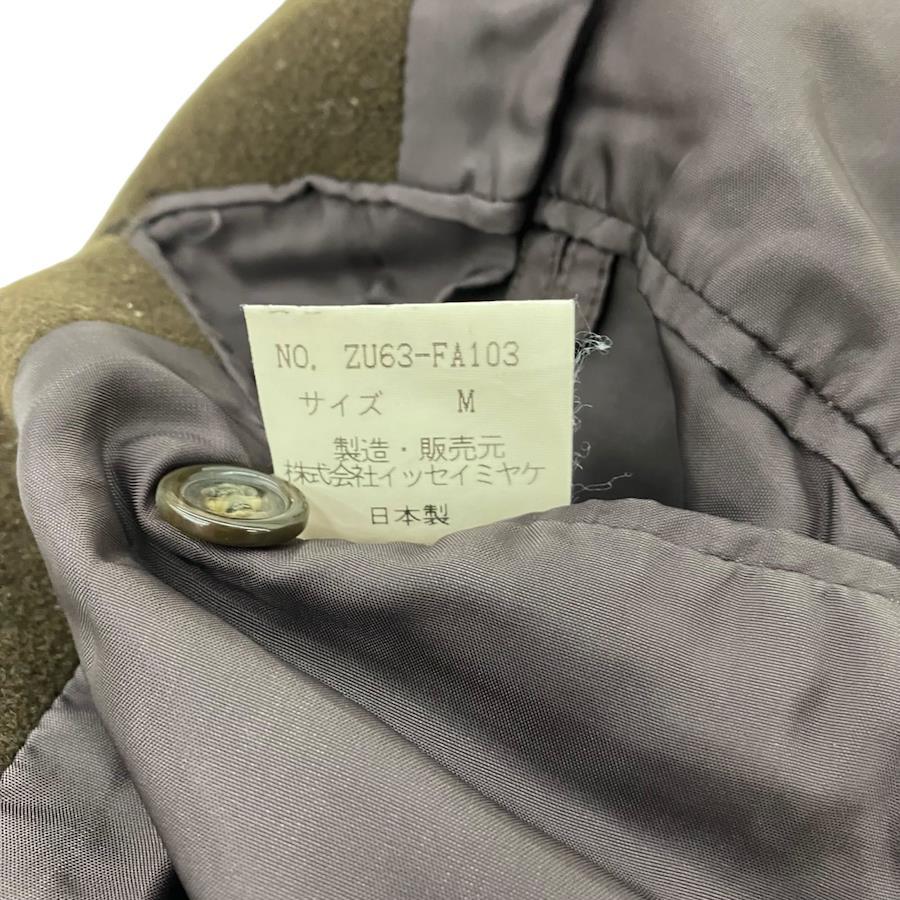 NO. ZU63-FA103
サイズ M
製造・販売元
株式会社イッセイミヤケ
日本製